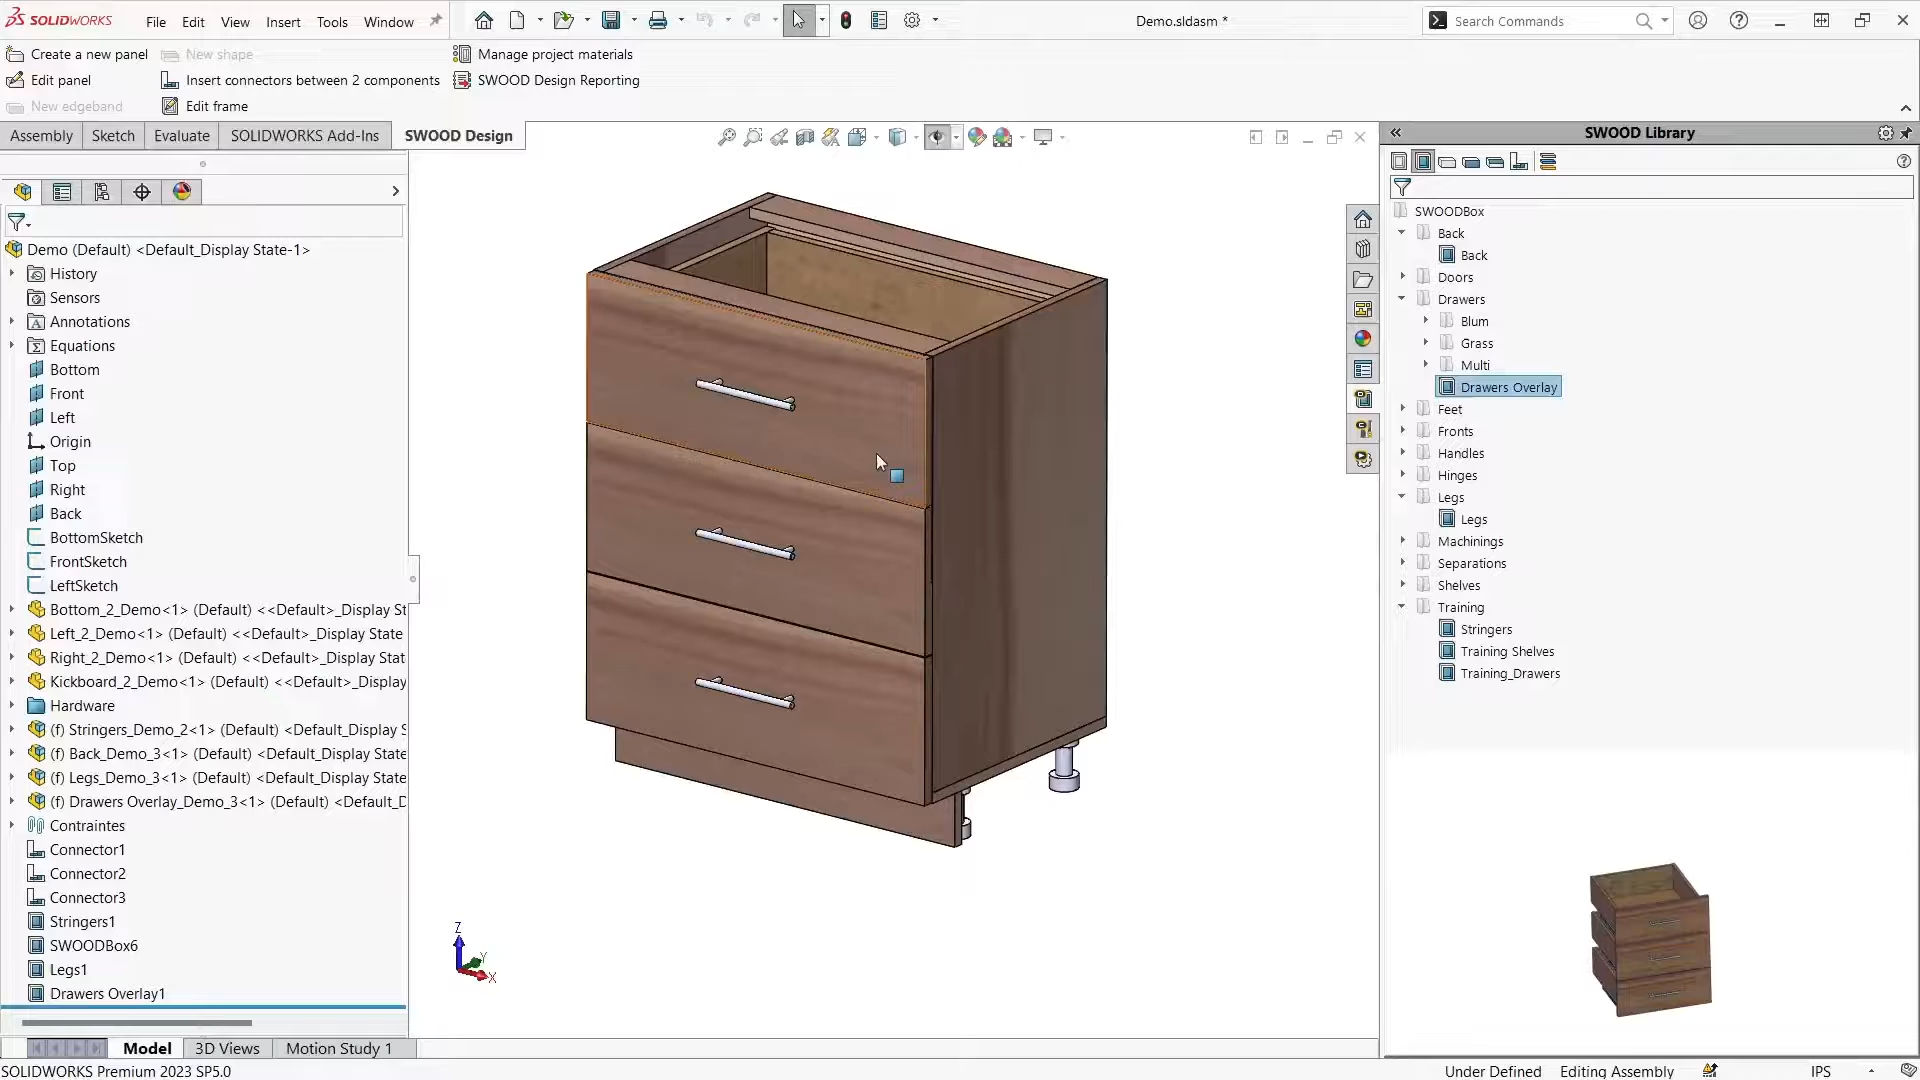 SOLIDWORKS
File Edit View Insert Tools Window
Demo.sldasm *
Search Commands
Create a new panel
New shape
Manage project materials
Edit panel
Insert connectors between 2 components
SWOOD Design Reporting
New edgeband
Edit frame
Assembly
Sketch
Evaluate
SOLIDWORKS Add-Ins
SWOOD Design
SWOOD Library
Demo (Default) <Default_Display State-1>
History
Sensors
Annotations
Equations
Bottom
Front
Left
Origin
Top
Right
Back
BottomSketch
FrontSketch
LeftSketch
Bottom_2_Demo<1> (Default) <<Default>_Display St
Left_2_Demo<1> (Default) <<Default>_Display State
Right_2_Demo<1> (Default) <<Default>_Display Stat
Kickboard_2_Demo<1> (Default) <<Default>_Display
Hardware
(f) Stringers_Demo_2<1> (Default) <Default_Display S
(f) Back_Demo_3<1> (Default) <Default_Display State
(f) Legs_Demo_3<1> (Default) <Default_Display State
(f) Drawers Overlay_Demo_3<1> (Default) <Default_D
Contraintes
Connector1
Connector2
Connector3
Stringers1
SWOODBox6
Legs1
Drawers Overlay1
Z
Y
X
SWOODBox
Back
Back
Doors
Drawers
Blum
Grass
Multi
Drawers Overlay
Feet
Fronts
Handles
Hinges
Legs
Legs
Machinings
Separations
Shelves
Training
Stringers
Training Shelves
Training_Drawers
Model
3D Views
Motion Study 1
SOLIDWORKS Premium 2023 SP5.0
Under Defined
Editing Assembly
IPS